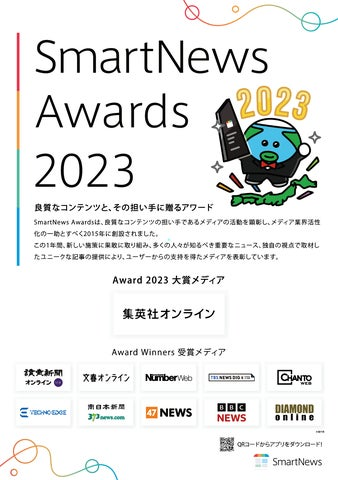 SmartNews
Awards
2023
2023
良質なコンテンツと、その担い手に贈るアワード
SmartNews Awardsは、良質なコンテンツの担い手であるメディアの活動を顕彰し、メディア業界活性
化の一助とすべく2015年に創設されました。
この1年間、新しい施策に果敢に取り組み、多くの人々が知るべき重要なニュース、独自の視点で取材し
たユニークな記事の提供により、ユーザーからの支持を得たメディアを表彰しています。
Award 2023 大賞メディア
集英社オンライン
Award Winners 受賞メディア
讀賣新聞
オンライン
文春オンライン
Number Web
TBS NEWS DIG
CHANTO
WEB
TECHNO EDGE
南日本新聞
373news.com
47 NEWS
BBC
NEWS
DIAMOND
online
QRコードからアプリをダウンロード!
SmartNews